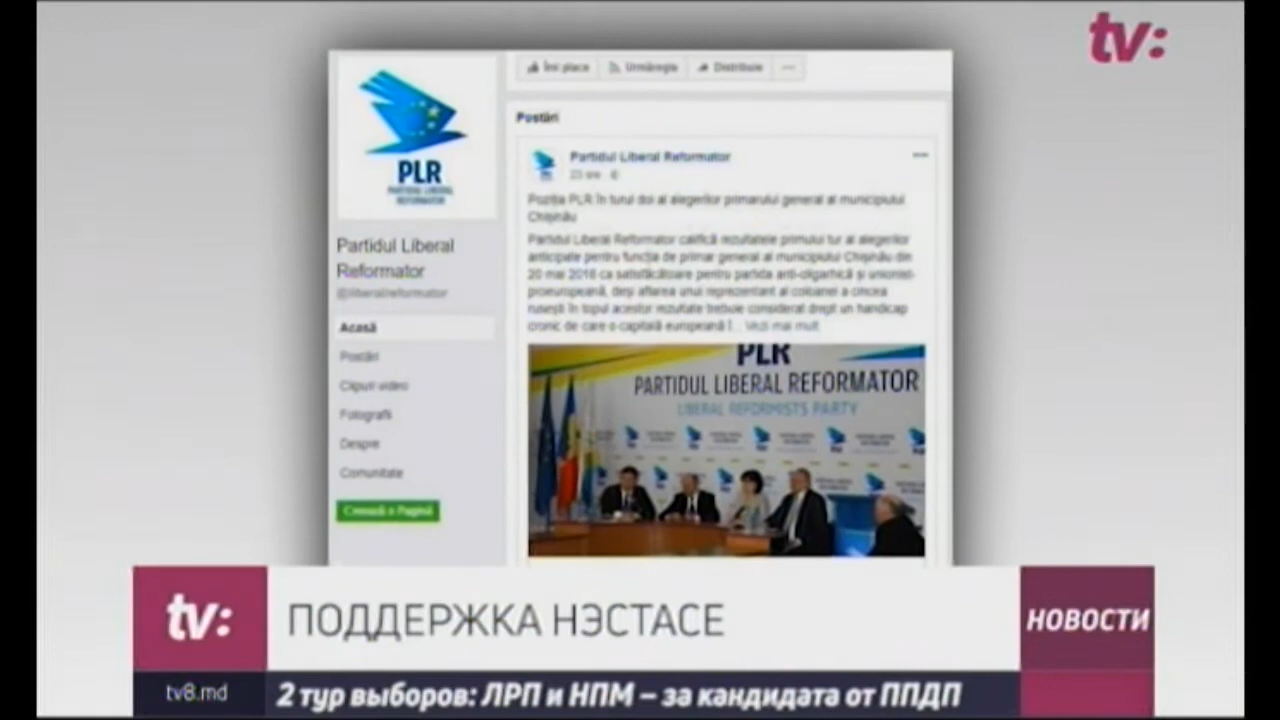 tv:
Îmi place
Urmărește
Distribuie
Postări
PLR
PARTIDUL LIBERAL
REFORMATOR
Partidul Liberal Reformator
23 ore
Poziția PLR în turul doi al alegerilor primarului general al municipiului
Chișinău
Partidul Liberal Reformator califică rezultatele primului tur al alegerilor
anticipate pentru funcția de primar general al municipiului Chișinău din
20 mai 2018 ca satisfăcătoare pentru partida anti-oligarhică și unionist-
proeuropeană, deși aflarea unui reprezentant al coloanei a cincea
rusești în topul acestor rezultate trebuie considerat drept un handicap
cronic de care o capitală europeană î... Vezi mai mult
Partidul Liberal
Reformator
@liberalreformator
Acasă
Postări
Clipuri video
Fotografii
Despre
Comunitate
Creează o Pagină
PLR
PARTIDUL LIBERAL REFORMATOR
LIBERAL REFORMISTS PARTY
tv:
ПОДДЕРЖКА НЭСТАСЕ
НОВОСТИ
tv8.md
2 тур выборов: ЛРП и НПМ – за кандидата от ППДП